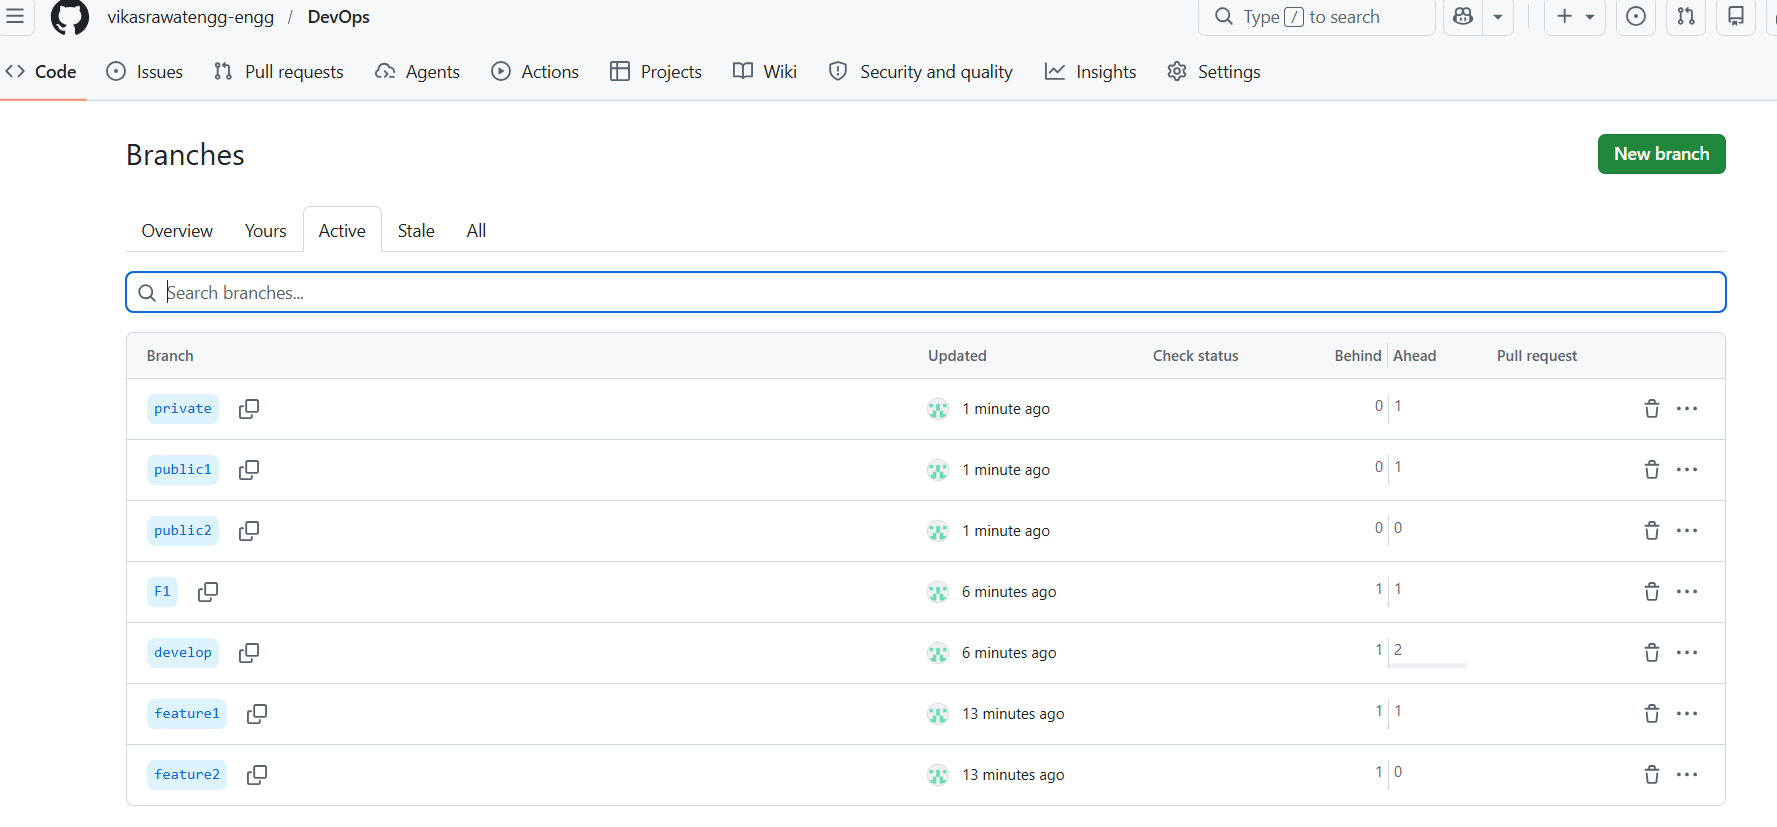 vikasrawatengg-engg / DevOps
Type / to search
Code Issues Pull requests Agents Actions Projects Wiki Security and quality Insights Settings
Branches
New branch
Overview Yours Active Stale All
Search branches...
Branch Updated Check status Behind Ahead Pull request
private 1 minute ago 0 1
public1 1 minute ago 0 1
public2 1 minute ago 0 0
F1 6 minutes ago 1 1
develop 6 minutes ago 1 2
feature1 13 minutes ago 1 1
feature2 13 minutes ago 1 0